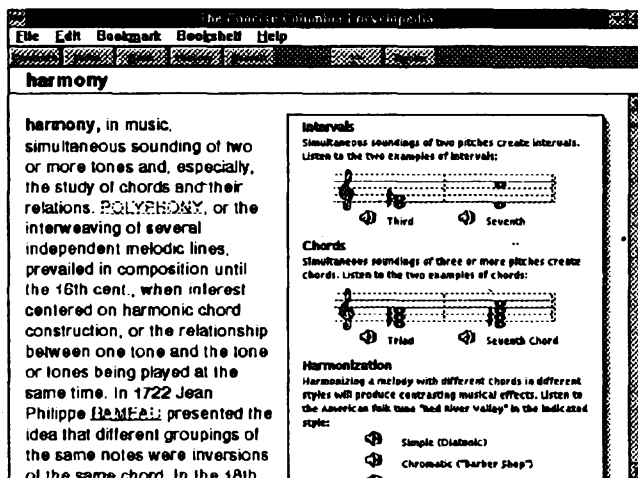 The Concise Columbia Encyclopedia
File Edit Bookmark Bookshelf Help
harmony
harmony, in music,
simultaneous sounding of two
or more tones and, especially,
the study of chords and their
relations. POLYPHONY, or the
interweaving of several
independent melodic lines,
prevailed in composition until
the 16th cent., when interest
centered on harmonic chord
construction, or the relationship
between one tone and the tone
or tones being played at the
same time. In 1722 Jean
Philippe RAMEAU presented the
idea that different groupings of
the same notes were inversions
of the same chord. In the 18th
Intervals
Simultaneous soundings of two pitches create intervals.
Listen to the two examples of intervals:
Third Seventh
Chords
Simultaneous soundings of three or more pitches create
chords. Listen to the two examples of chords:
Triad Seventh Chord
Harmonization
Harmonizing a melody with different chords in different
styles will produce contrasting musical effects. Listen to
the American folk tune "Red River Valley" in the indicated
style:
Simple (Diatonic)
Chromatic ("Barber Shop")